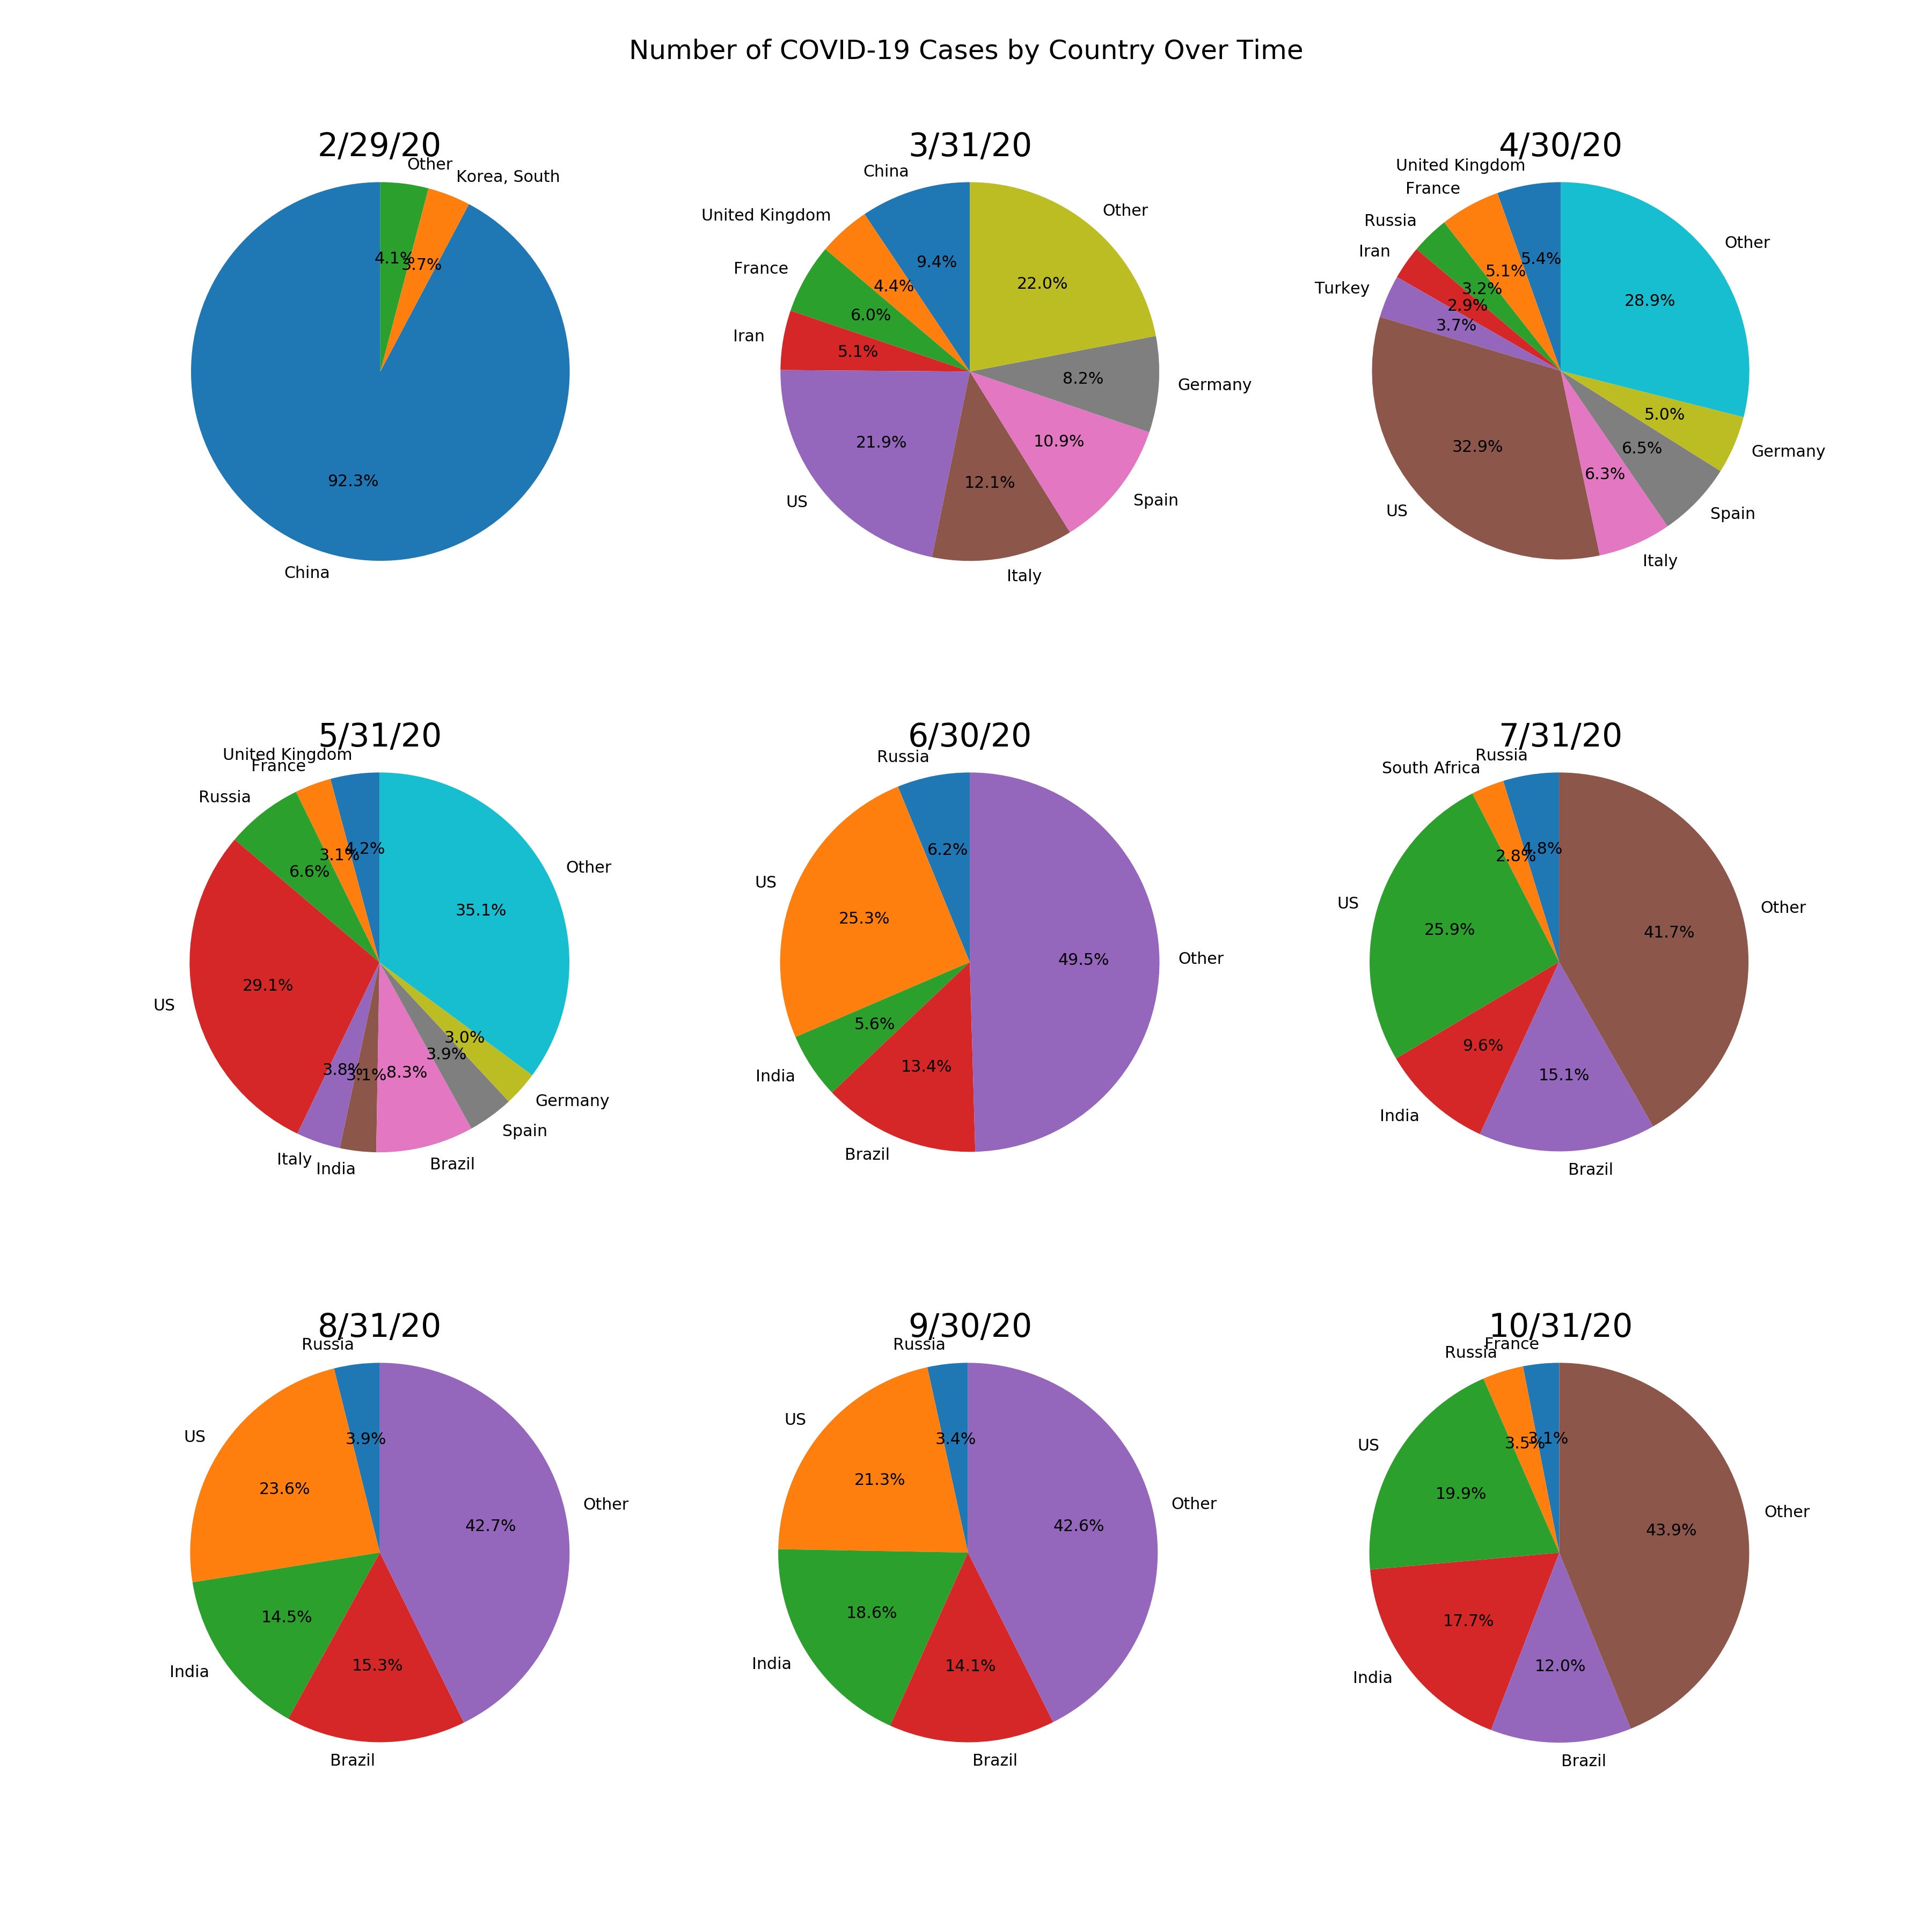 Number of COVID-19 Cases by Country Over Time
2/29/20
Other
Korea, South
4.1%
3.7%
92.3%
China
3/31/20
China
United Kingdom
Other
France
9.4%
22.0%
4.4%
6.0%
Iran
5.1%
8.2%
Germany
21.9%
10.9%
12.1%
US
Spain
Italy
4/30/20
United Kingdom
France
Russia
Other
Iran
Turkey
5.4%
5.1%
3.2%
28.9%
2.9%
3.7%
5.0%
32.9%
6.5%
Germany
6.3%
US
Spain
Italy
5/31/20
United Kingdom
France
Russia
4.2%
3.1%
Other
6.6%
35.1%
29.1%
US
3.0%
3.9%
3.8%
3.1%
8.3%
Germany
Spain
Italy
India
Brazil
6/30/20
Russia
6.2%
US
25.3%
49.5%
Other
5.6%
13.4%
India
Brazil
7/31/20
Russia
South Africa
4.8%
2.8%
US
Other
25.9%
41.7%
9.6%
15.1%
India
Brazil
8/31/20
Russia
US
3.9%
23.6%
Other
42.7%
14.5%
15.3%
India
Brazil
9/30/20
Russia
US
3.4%
21.3%
Other
42.6%
18.6%
14.1%
India
Brazil
10/31/20
France
Russia
US
3.1%
3.5%
19.9%
Other
43.9%
17.7%
12.0%
India
Brazil